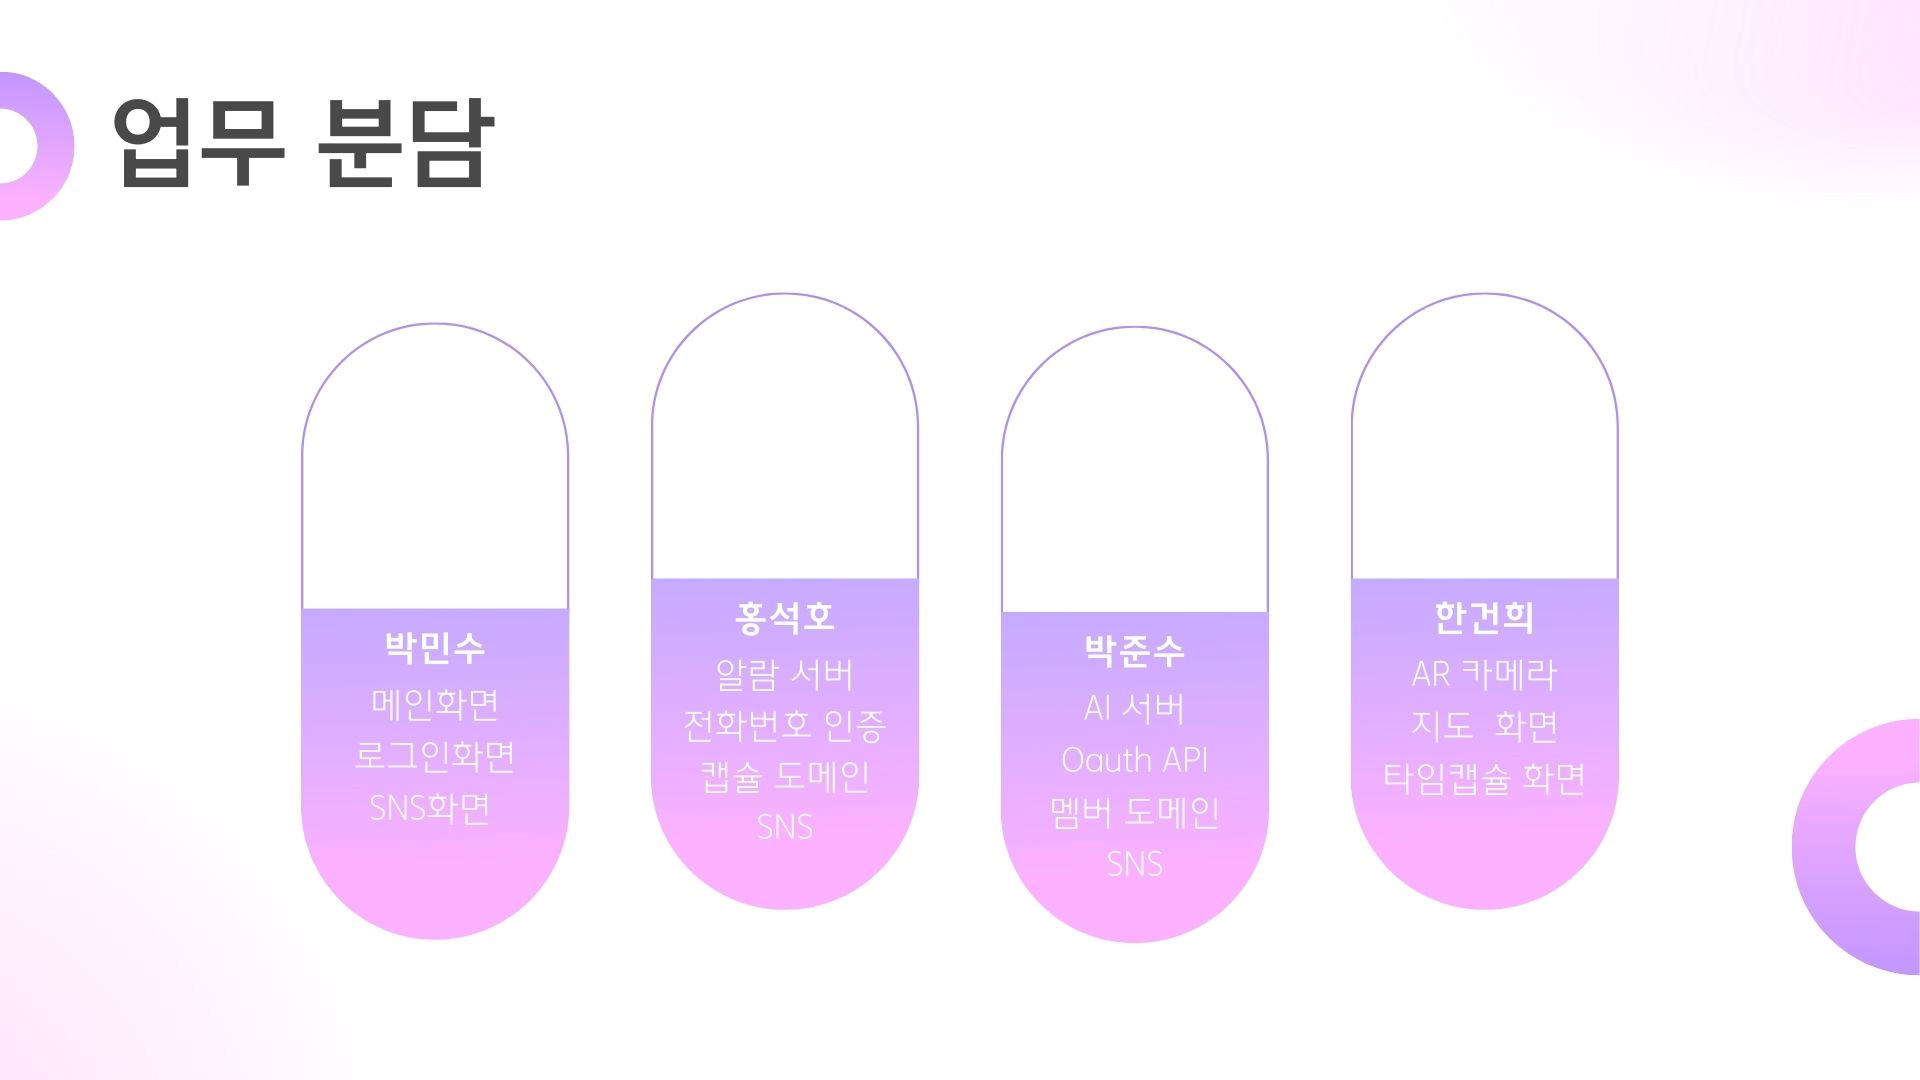 업무 분담
박민수
메인화면
로그인화면
SNS화면
홍석호
알람 서버
전화번호 인증
캡슐 도메인
SNS
박준수
AI 서버
Oauth API
멤버 도메인
SNS
한건희
AR 카메라
지도 화면
타임캡슐 화면